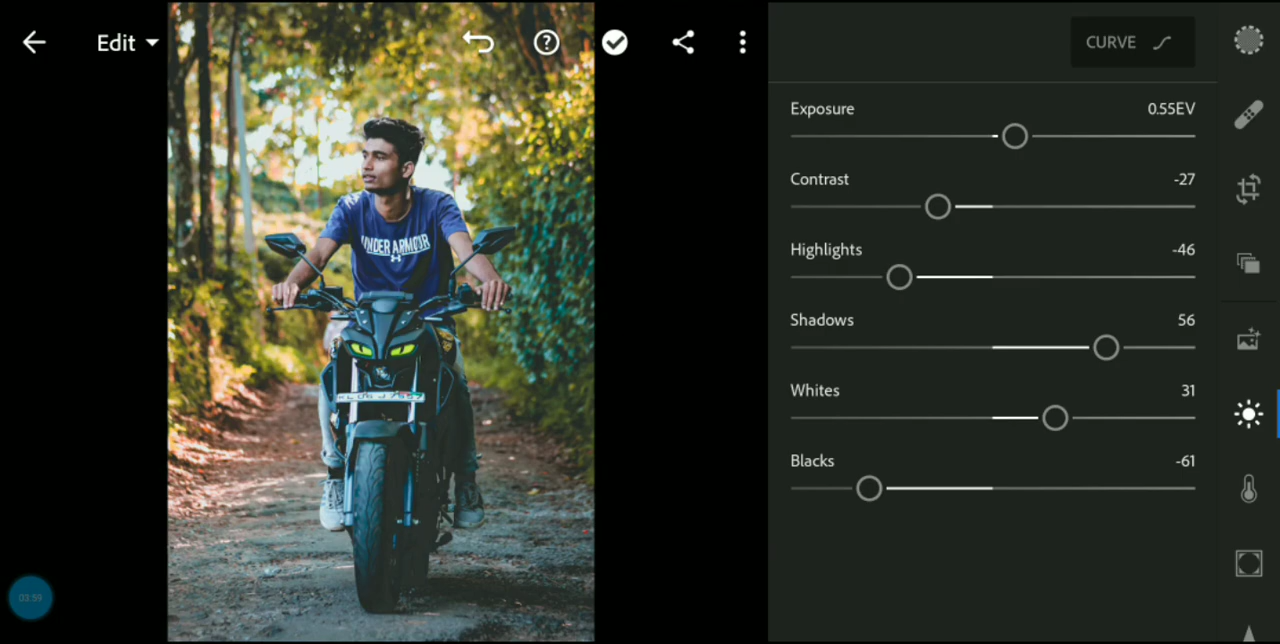 Edit
CURVE
Exposure 0.55EV
Contrast -27
Highlights -46
Shadows 56
Whites 31
Blacks -61
UNDER ARMOUR
03:59